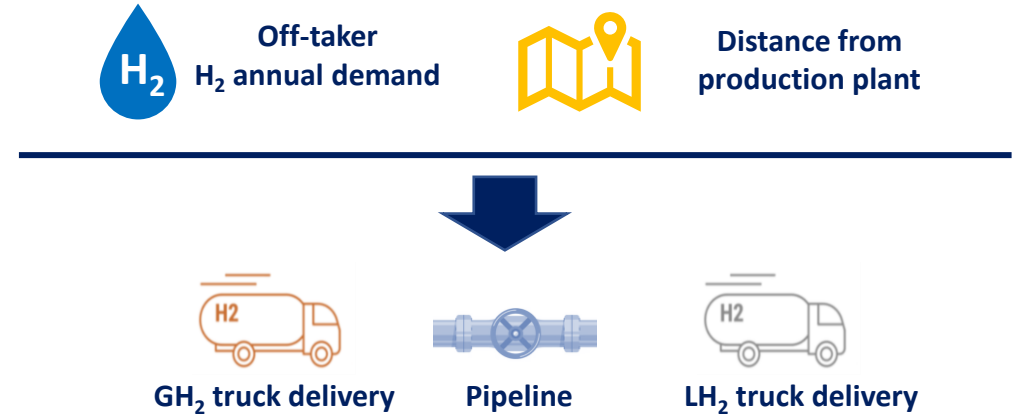 H₂
Off-taker
H₂ annual demand
Distance from
production plant
H2
H2
GH₂ truck delivery
Pipeline
LH₂ truck delivery